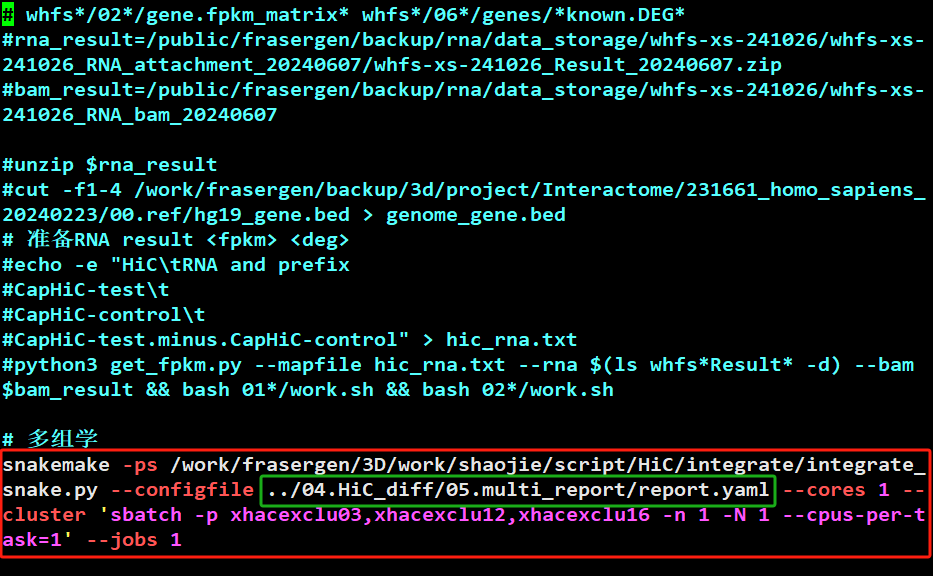 # whfs*/02*/gene.fpkm_matrix* whfs*/06*/genes/*known.DEG*
#rna_result=/public/frasergen/backup/rna/data_storage/whfs-xs-241026/whfs-xs-
241026_RNA_attachment_20240607/whfs-xs-241026_Result_20240607.zip
#bam_result=/public/frasergen/backup/rna/data_storage/whfs-xs-241026/whfs-xs-
241026_RNA_bam_20240607
#unzip $rna_result
#cut -f1-4 /work/frasergen/backup/3d/project/Interactome/231661_homo_sapiens_
20240223/00.ref/hg19_gene.bed > genome_gene.bed
# 准备RNA result <fpkm> <deg>
#echo -e "HiC\tRNA and prefix
#CapHiC-test\t
#CapHiC-control\t
#CapHiC-test.minus.CapHiC-control" > hic_rna.txt
#python3 get_fpkm.py --mapfile hic_rna.txt --rna $(ls whfs*Result* -d) --bam
$bam_result && bash 01*/work.sh && bash 02*/work.sh
# 多组学
snakemake -ps /work/frasergen/3D/work/shaojie/script/HiC/integrate/integrate_
snake.py --configfile ../04.HiC_diff/05.multi_report/report.yaml --cores 1 --
cluster 'sbatch -p xhacexclu03,xhacexclu12,xhacexclu16 -n 1 -N 1 --cpus-per-t
ask=1' --jobs 1